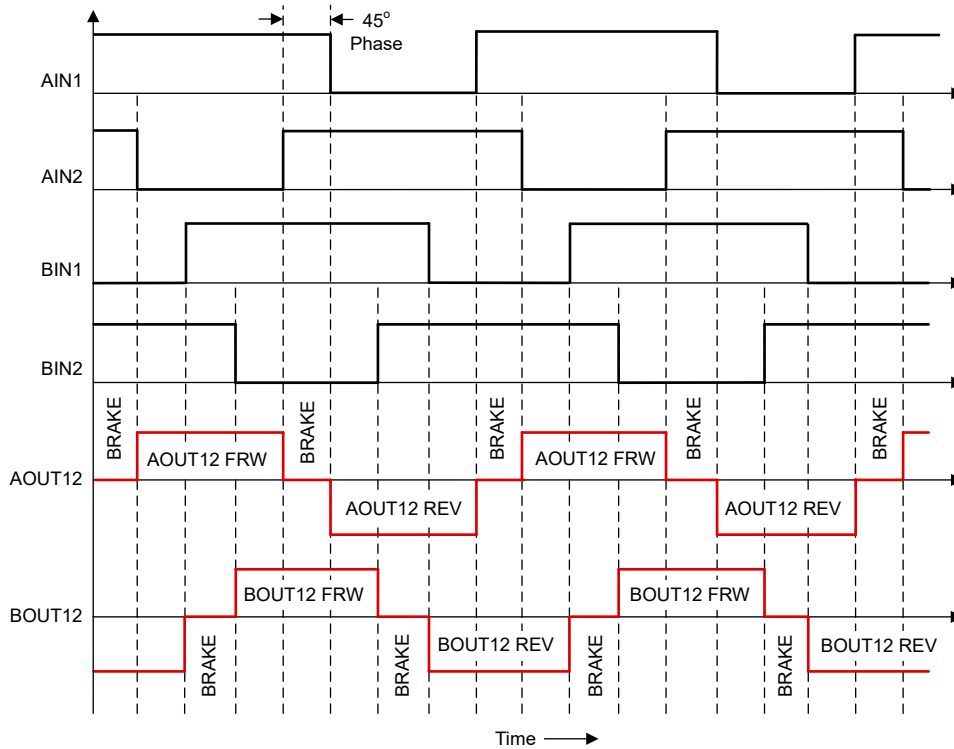 45° Phase
AIN1
AIN2
BIN1
BIN2
BRAKE
BRAKE
BRAKE
BRAKE
BRAKE
AOUT12 FRW
AOUT12 FRW
AOUT12
AOUT12 REV
AOUT12 REV
BOUT12 FRW
BOUT12 FRW
BOUT12
BOUT12 REV
BOUT12 REV
BRAKE
BRAKE
BRAKE
BRAKE
Time